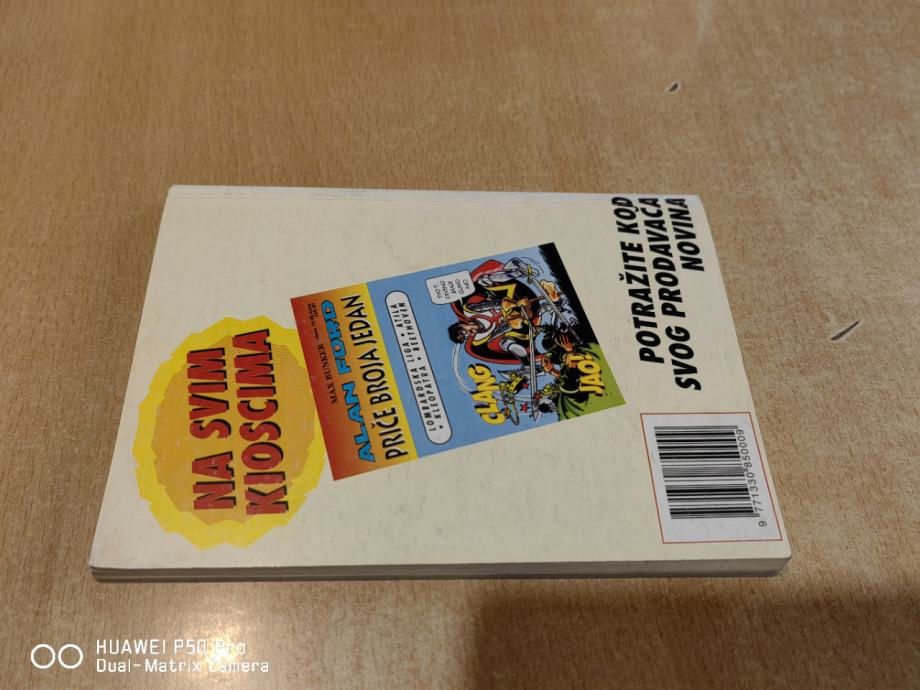 NA SVIM
KIOSCIMA
MAX BUNKER
ALAN FORD
PRIČE BROJA JEDAN
LOMBARDSKA LIGA • ATILA
• KLEOPATRA • BEETHOVEN
CLANG
JAO!
POTRAŽITE KOD
SVOG PRODAVAČA
NOVINA
9 771330 850009
HUAWEI P50 Pro
Dual-Matrix Camera